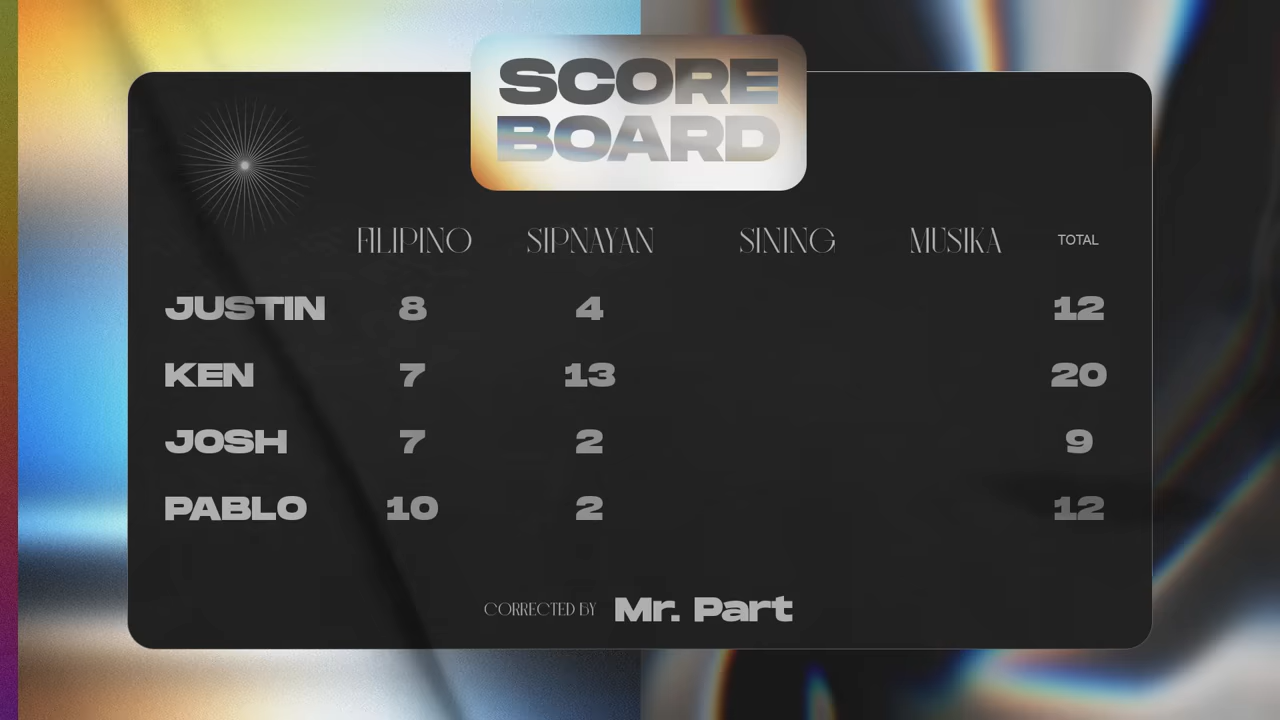 SCORE
BOARD
FILIPINO SIPNAYAN SINING MUSIKA TOTAL
JUSTIN 8 4 12
KEN 7 13 20
JOSH 7 2 9
PABLO 10 2 12
CORRECTED BY Mr. Part